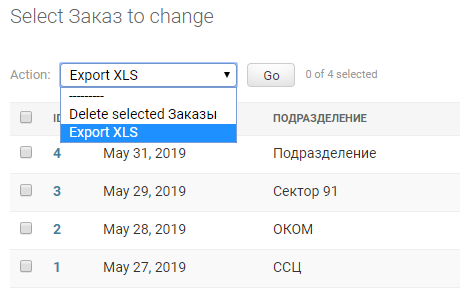 Select Заказ to change
Action: Export XLS Go 0 of 4 selected
---------
Delete selected Заказы
Export XLS
ПОДРАЗДЕЛЕНИЕ
4 May 31, 2019 Подразделение
3 May 29, 2019 Сектор 91
2 May 28, 2019 ОКОМ
1 May 27, 2019 ССЦ